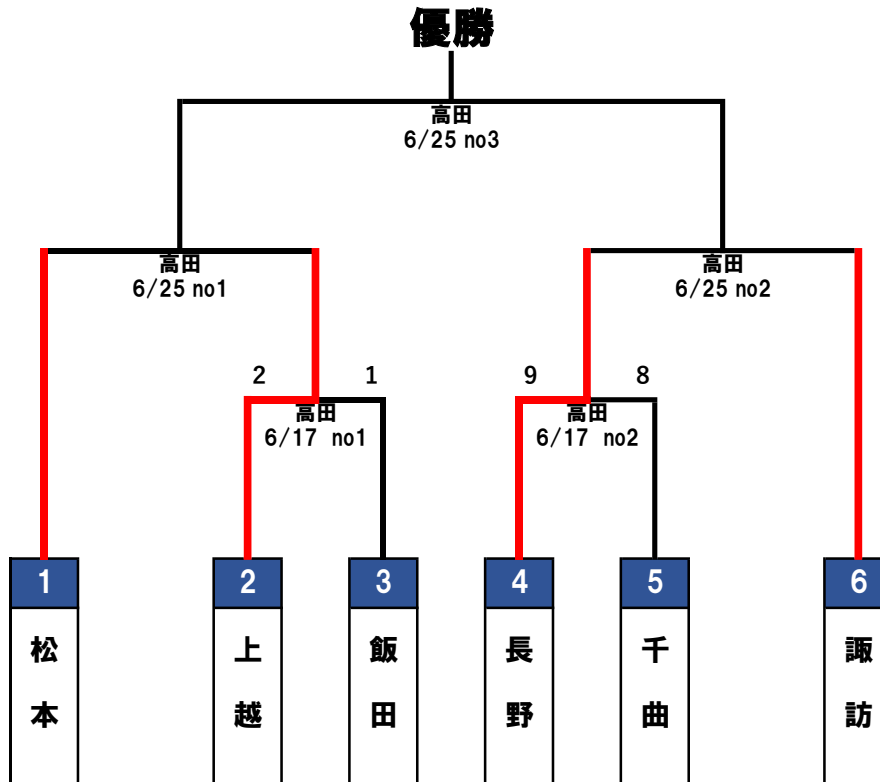 優勝
高田
6/25 no3
高田
6/25 no1
高田
6/25 no2
2 1
9 8
高田
6/17 no1
高田
6/17 no2
1 2 3 4 5 6
松本
上越
飯田
長野
千曲
諏訪